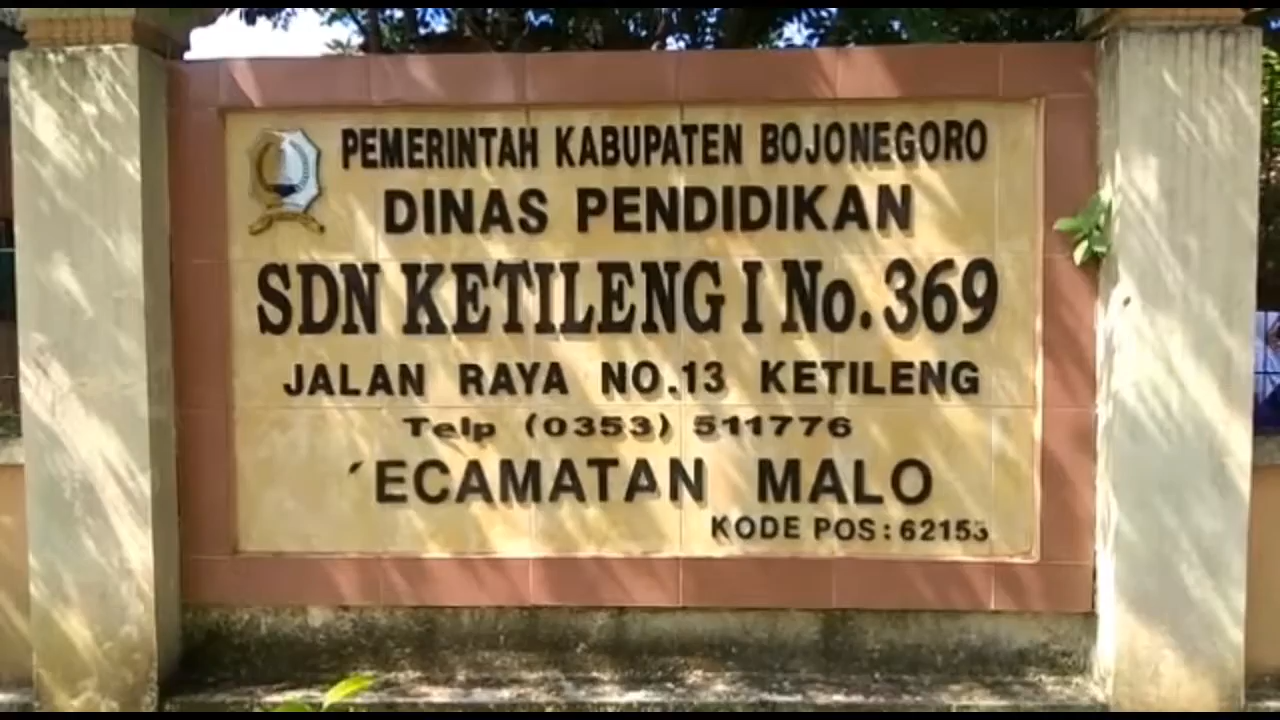 PEMERINTAH KABUPATEN BOJONEGORO
DINAS PENDIDIKAN
SDN KETILENG I No. 369
JALAN RAYA NO.13 KETILENG
Telp (0353) 511776
ECAMATAN MALO
KODE POS : 62153